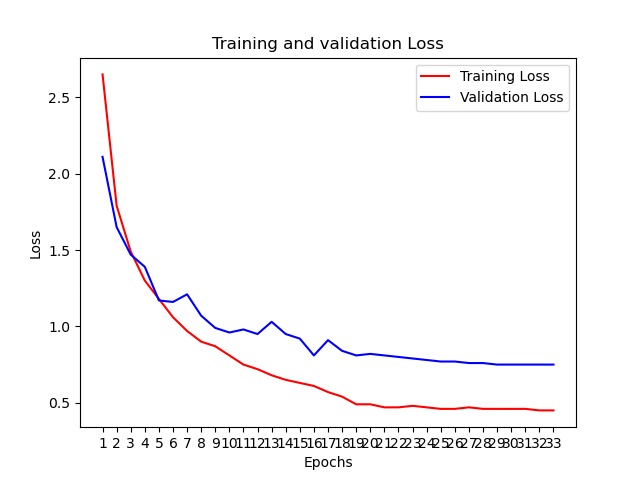 Training and validation Loss
Training Loss
Validation Loss
2.5
2.0
1.5
1.0
0.5
Loss
1 2 3 4 5 6 7 8 9 10 11 12 13 14 15 16 17 18 19 20 21 22 23 24 25 26 27 28 29 30 31 32 33
Epochs